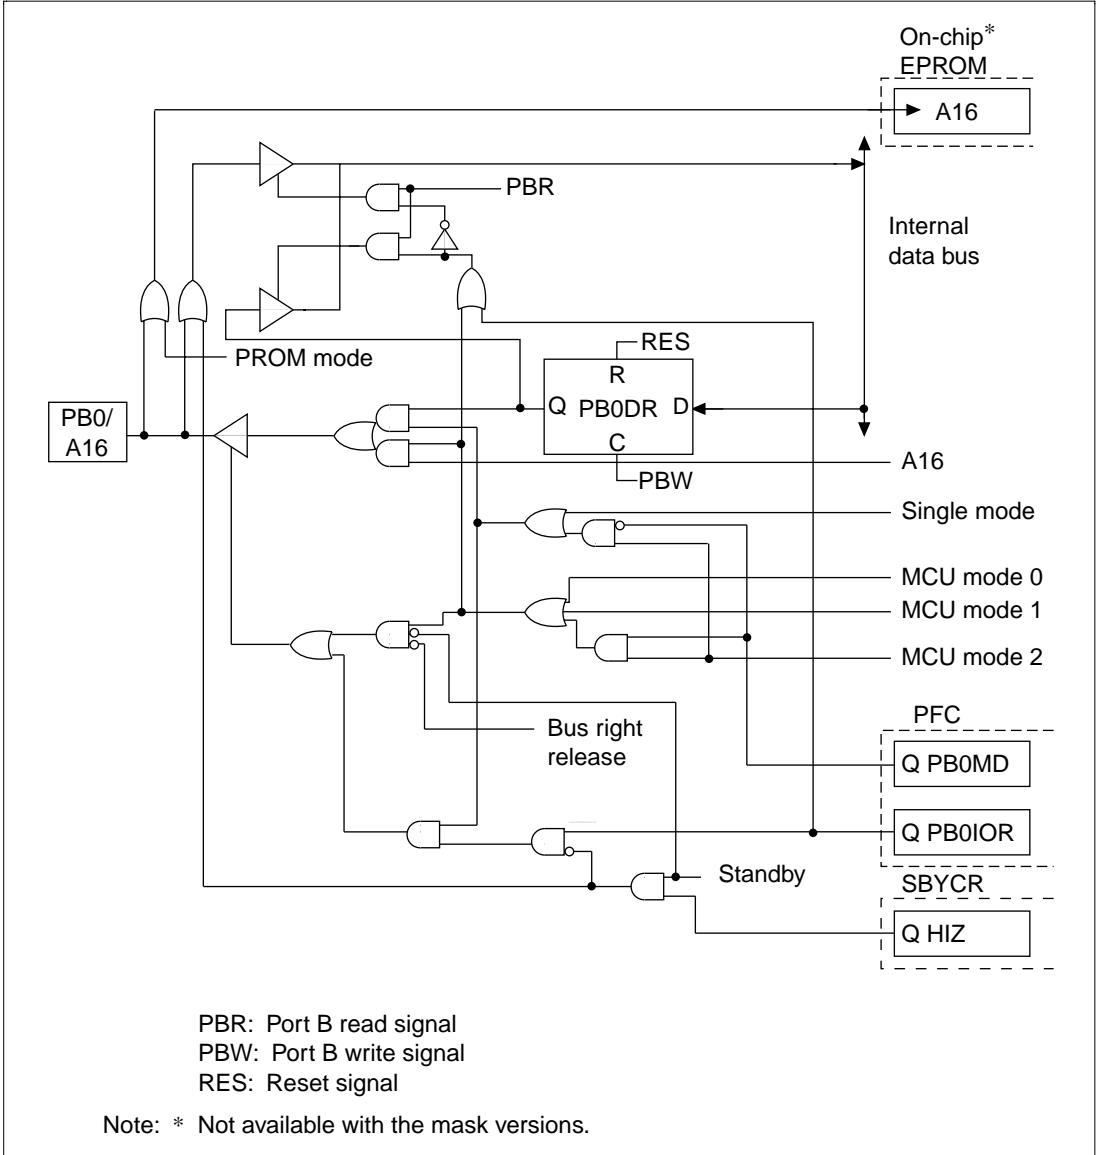 On-chip*
EPROM
A16
PBR
Internal
data bus
RES
PROM mode
R
Q PB0DR D
C
PB0/
A16
A16
PBW
Single mode
MCU mode 0
MCU mode 1
MCU mode 2
PFC
Bus right
release
Q PB0MD
Q PB0IOR
Standby
SBYCR
Q HIZ
PBR: Port B read signal
PBW: Port B write signal
RES: Reset signal
Note: * Not available with the mask versions.